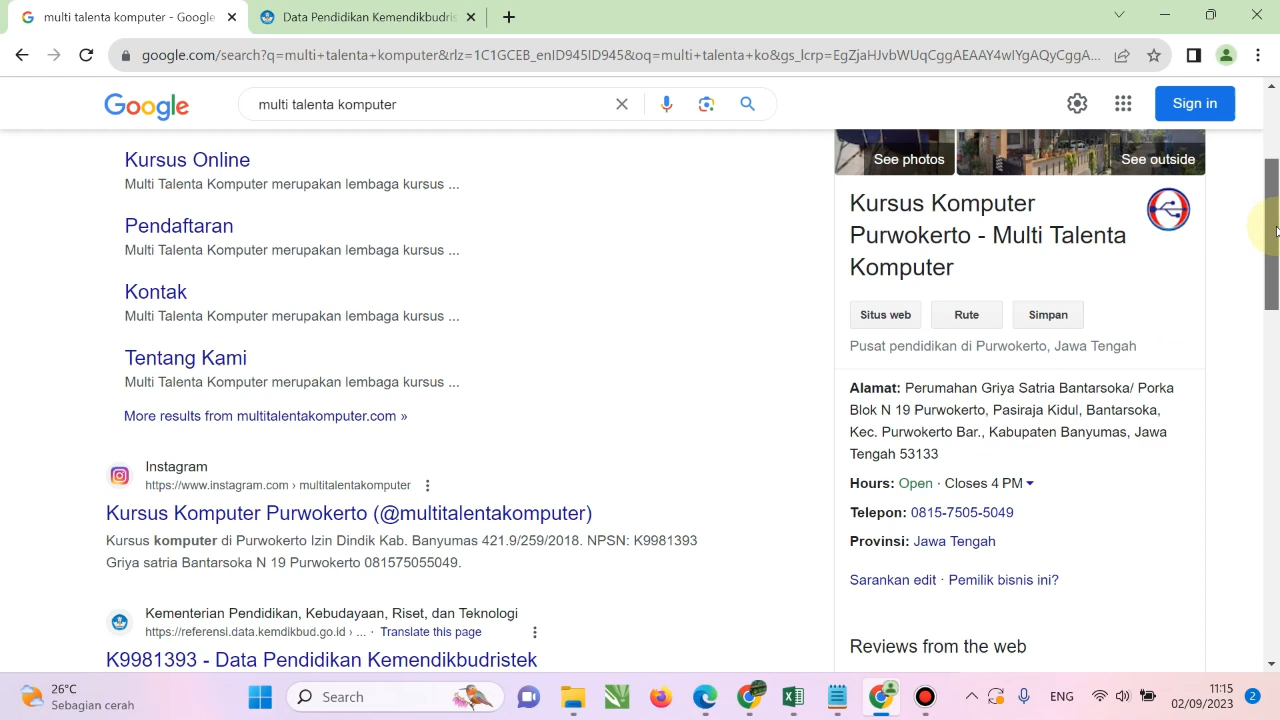 multi talenta komputer - Google
Data Pendidikan Kemendikbudris
google.com/search?q=multi+talenta+komputer&rlz=1C1GCEB_enID945ID945&oq=multi+talenta+ko&gs_lcrp=EgZjaHJvbWUqCggAEAAY4wIYgAQyCggA...
Google
multi talenta komputer
Sign in
Kursus Online
Multi Talenta Komputer merupakan lembaga kursus ...
Pendaftaran
Multi Talenta Komputer merupakan lembaga kursus ...
Kontak
Multi Talenta Komputer merupakan lembaga kursus ...
Tentang Kami
Multi Talenta Komputer merupakan lembaga kursus ...
More results from multitalentakomputer.com »
Instagram
https://www.instagram.com › multitalentakomputer
Kursus Komputer Purwokerto (@multitalentakomputer)
Kursus komputer di Purwokerto Izin Dindik Kab. Banyumas 421.9/259/2018. NPSN: K9981393
Griya satria Bantarsoka N 19 Purwokerto 081575055049.
Kementerian Pendidikan, Kebudayaan, Riset, dan Teknologi
https://referensi.data.kemdikbud.go.id › ... · Translate this page
K9981393 - Data Pendidikan Kemendikbudristek
See photos
See outside
Kursus Komputer
Purwokerto - Multi Talenta
Komputer
Situs web
Rute
Simpan
Pusat pendidikan di Purwokerto, Jawa Tengah
Alamat: Perumahan Griya Satria Bantarsoka/ Porka
Blok N 19 Purwokerto, Pasiraja Kidul, Bantarsoka,
Kec. Purwokerto Bar., Kabupaten Banyumas, Jawa
Tengah 53133
Hours: Open · Closes 4 PM
Telepon: 0815-7505-5049
Provinsi: Jawa Tengah
Sarankan edit · Pemilik bisnis ini?
Reviews from the web
26°C
Sebagian cerah
Search
ENG
11:15
02/09/2023
2